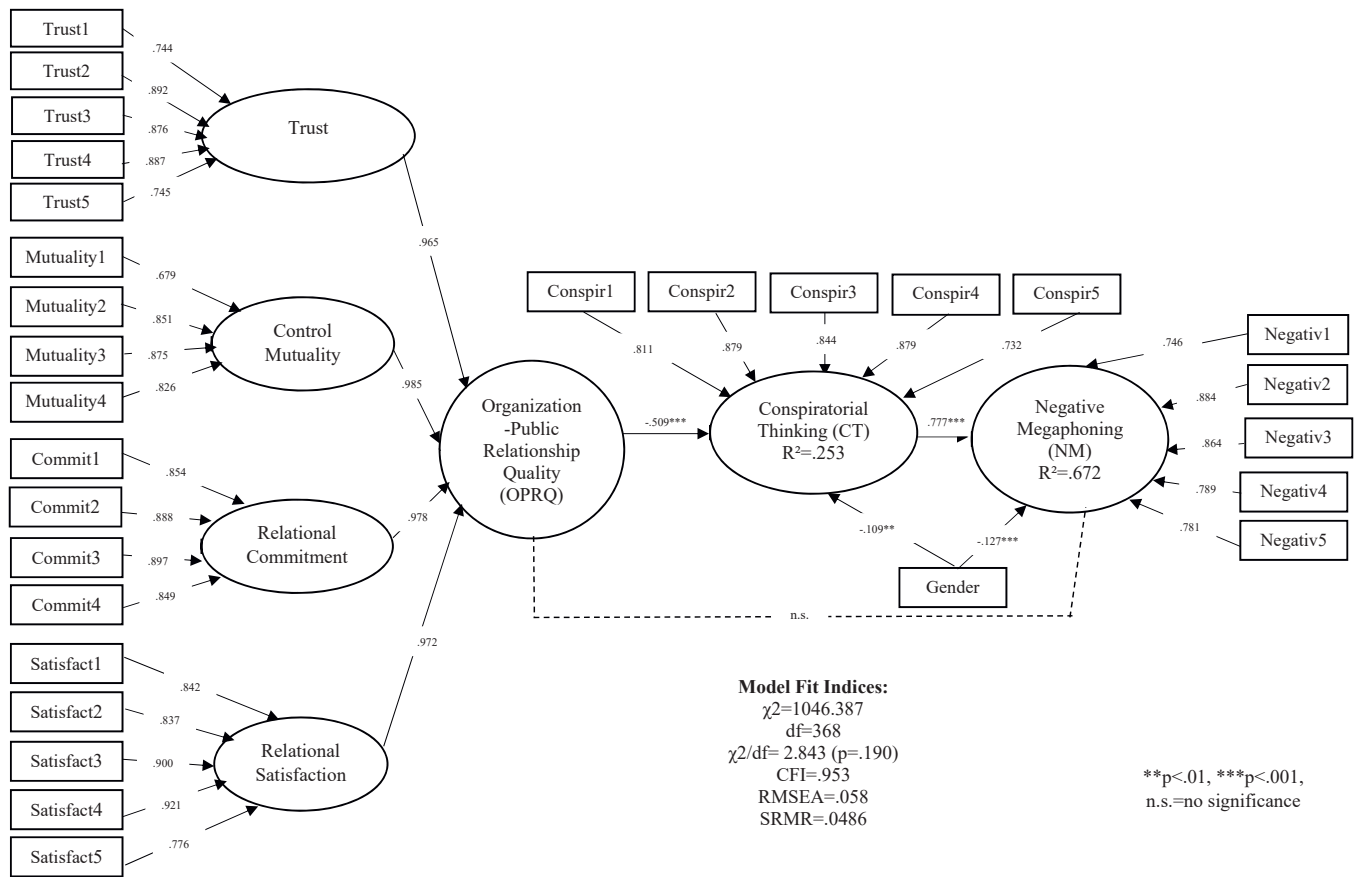 Trust1
Trust2
Trust3
Trust4
Trust5
.744
.892
.876
.887
.745
Trust
.965
Mutuality1
Mutuality2
Mutuality3
Mutuality4
.679
.851
.875
.826
Control
Mutuality
.985
Commit1
Commit2
Commit3
Commit4
.854
.888
.897
.849
Relational
Commitment
.978
Satisfact1
Satisfact2
Satisfact3
Satisfact4
Satisfact5
.842
.837
.900
.921
.776
Relational
Satisfaction
.972
Organization
-Public
Relationship
Quality
(OPRQ)
-.509***
Conspir1
Conspir2
Conspir3
Conspir4
Conspir5
.811
.879
.844
.879
.732
Conspiratorial
Thinking (CT)
R²=.253
.777***
Negative
Megaphoning
(NM)
R²=.672
Negativ1
Negativ2
Negativ3
Negativ4
Negativ5
.746
.884
.864
.789
.781
-.109**
-.127***
Gender
n.s.
Model Fit Indices:
χ2=1046.387
df=368
χ2/df= 2.843 (p=.190)
CFI=.953
RMSEA=.058
SRMR=.0486
**p<.01, ***p<.001,
n.s.=no significance